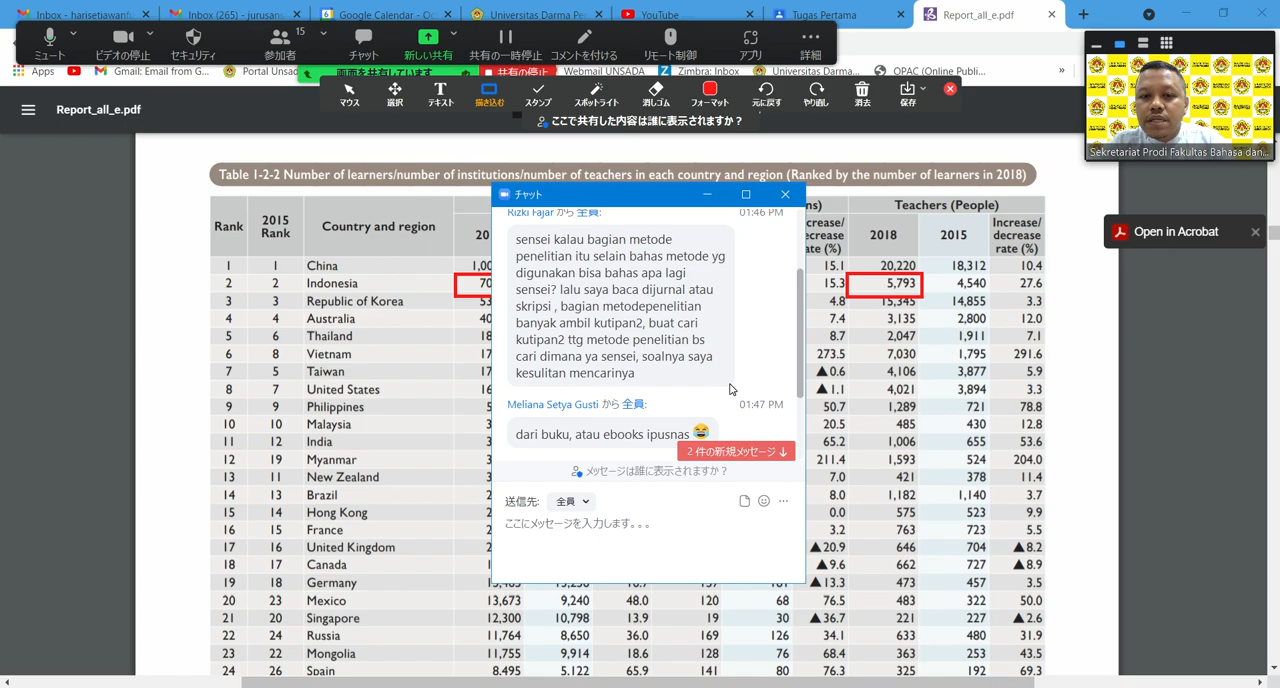 Inbox - harisetiawanf
Inbox (265) - jurusan
Google Calendar - Oc
Universitas Darma Pe
YouTube
Tugas Pertama
Report_all_e.pdf
ミュート
ビデオの停止
セキュリティ
15
参加者
チャット
新しい共有
共有の一時停止
コメントを付ける
リモート制御
アプリ
詳細
Apps
Gmail: Email from G...
Portal Unsad
画面を共有しています
共有の停止
Webmail UNSADA
Zimbra: Inbox
Universitas Darma...
OPAC (Online Publi...
»
マウス
選択
テキスト
描き込む
スタンプ
スポットライト
消しゴム
フォーマット
元に戻す
やり直し
消去
保存
ここで共有した内容は誰に表示されますか？
Report_all_e.pdf
Sekretariat Prodi Fakultas Bahasa dan...
Open in Acrobat
Table 1-2-2 Number of learners/number of institutions/number of teachers in each country and region (Ranked by the number of learners in 2018)
Rank 2015 Rank Country and region 20 ns) Teachers (People)
crease/ ecrease rate (%) 2018 2015 Increase/ decrease rate (%)
1 1 China 1,00 15.1 20,220 18,312 10.4
2 2 Indonesia 70 15.3 5,793 4,540 27.6
3 3 Republic of Korea 53 4.8 15,345 14,855 3.3
4 4 Australia 40 7.4 3,135 2,800 12.0
5 6 Thailand 18 8.7 2,047 1,911 7.1
6 8 Vietnam 17 273.5 7,030 1,795 291.6
7 5 Taiwan 17 ▲0.6 4,106 3,877 5.9
8 7 United States 16 ▲1.1 4,021 3,894 3.3
9 9 Philippines 5 50.7 1,289 721 78.8
10 10 Malaysia 3 20.5 485 430 12.8
11 12 India 3 65.2 1,006 655 53.6
12 19 Myanmar 3 211.4 1,593 524 204.0
13 11 New Zealand 3 7.0 421 378 11.4
14 13 Brazil 2 8.0 1,182 1,140 3.7
15 14 Hong Kong 2 0.0 575 523 9.9
16 15 France 2 3.2 763 723 5.5
17 16 United Kingdom 2 ▲20.9 646 704 ▲8.2
18 17 Canada 1 ▲9.6 662 727 ▲8.9
19 18 Germany ▲13.3 473 457 3.5
20 23 Mexico 13,673 9,240 48.0 120 68 76.5 483 322 50.0
21 20 Singapore 12,300 10,798 13.9 19 30 ▲36.7 221 227 ▲2.6
22 24 Russia 11,764 8,650 36.0 169 126 34.1 633 480 31.9
23 22 Mongolia 11,755 9,914 18.6 128 76 68.4 363 253 43.5
24 26 Spain 8,495 5,122 65.9 141 80 76.3 325 192 69.3
チャット
Rizki Fajar から 全員: 01:46 PM
sensei kalau bagian metode
penelitian itu selain bahas metode yg
digunakan bisa bahas apa lagi
sensei? lalu saya baca dijurnal atau
skripsi , bagian metodepenelitian
banyak ambil kutipan2, buat cari
kutipan2 ttg metode penelitian bs
cari dimana ya sensei, soalnya saya
kesulitan mencarinya
Meliana Setya Gusti から 全員: 01:47 PM
dari buku, atau ebooks ipusnas 😂
2 件の新規メッセージ ↓
メッセージは誰に表示されますか？
送信先: 全員
ここにメッセージを入力します。。。